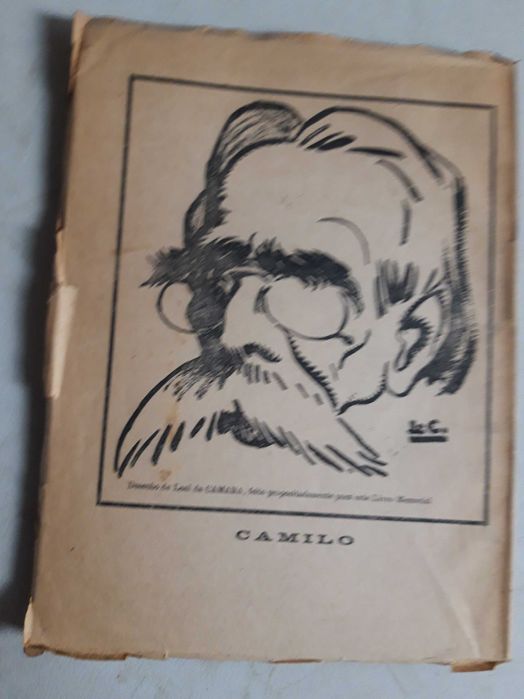 L. C.
Desenho de Leal da CAMARA, feito propositadamente para este Livro-Memorial
CAMILO